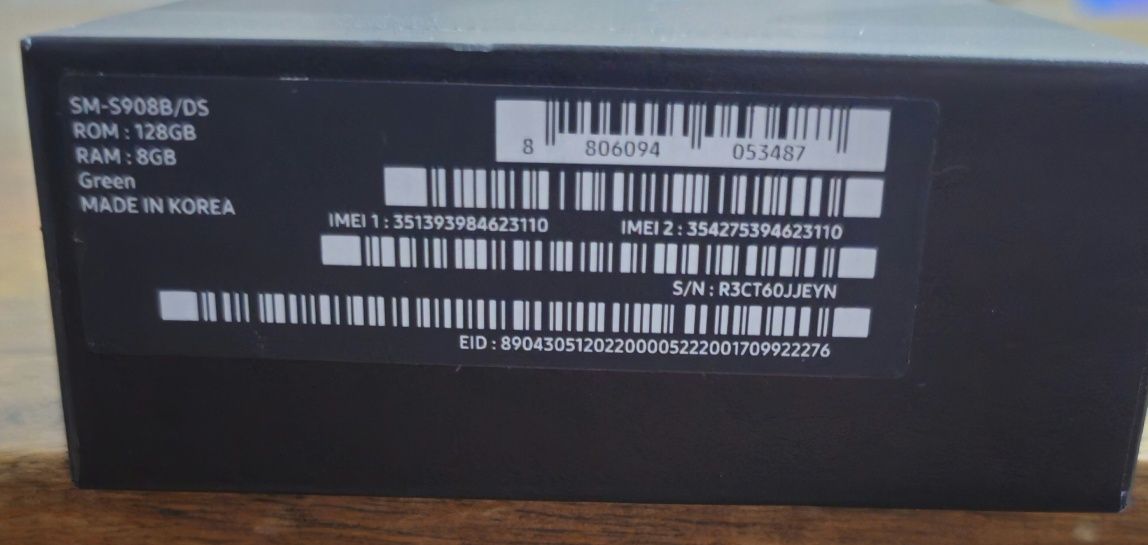 SM-S908B/DS
ROM : 128GB
RAM : 8GB
Green
MADE IN KOREA
8 806094 053487
IMEI 1 : 351393984623110 IMEI 2 : 354275394623110
S/N : R3CT60JJEYN
EID : 89043051202200005222001709922276